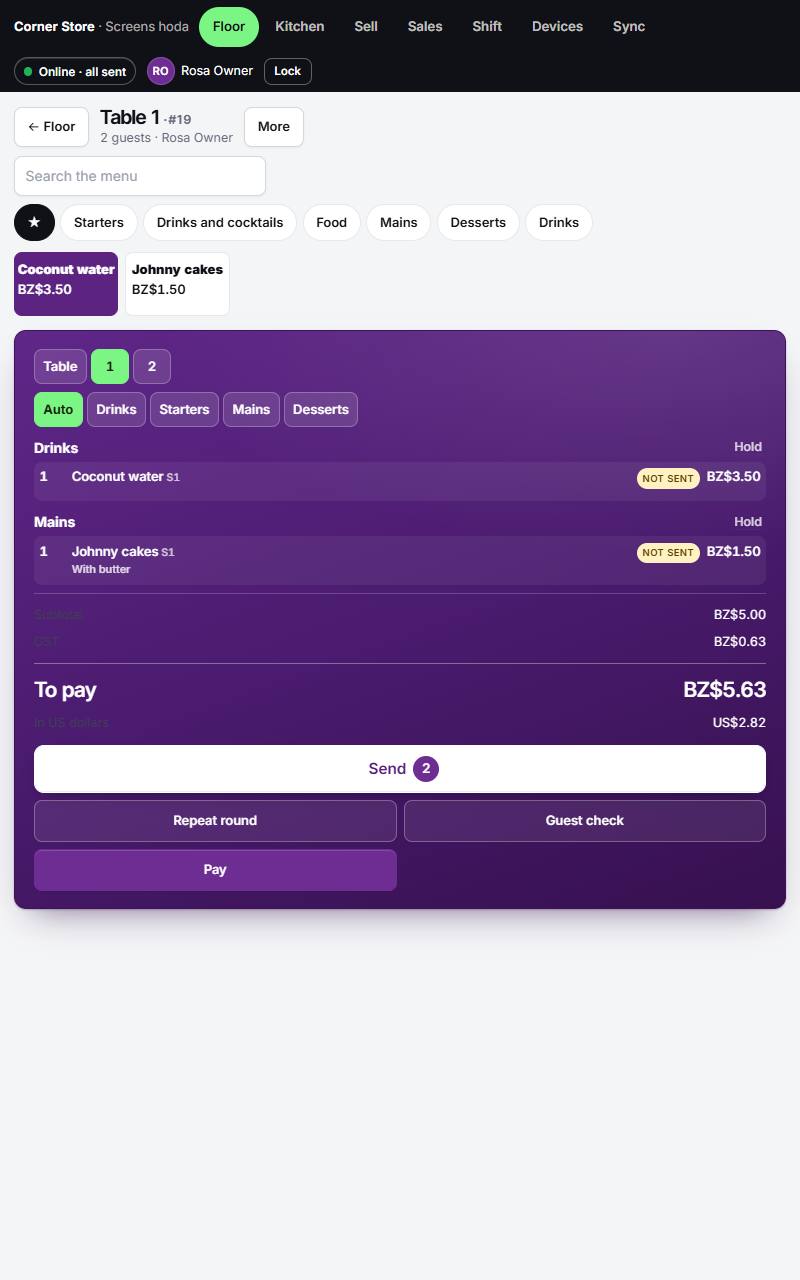 Corner Store · Screens hoda Floor Kitchen Sell Sales Shift Devices Sync
Online · all sent RO Rosa Owner Lock
← Floor Table 1 · #19 More
2 guests · Rosa Owner
Search the menu
★ Starters Drinks and cocktails Food Mains Desserts Drinks
Coconut water Johnny cakes
BZ$3.50 BZ$1.50
Table 1 2
Auto Drinks Starters Mains Desserts
Drinks Hold
1 Coconut water S1 NOT SENT BZ$3.50
Mains Hold
1 Johnny cakes S1 NOT SENT BZ$1.50
With butter
Subtotal BZ$5.00
GST BZ$0.63
To pay BZ$5.63
In US dollars US$2.82
Send 2
Repeat round Guest check
Pay